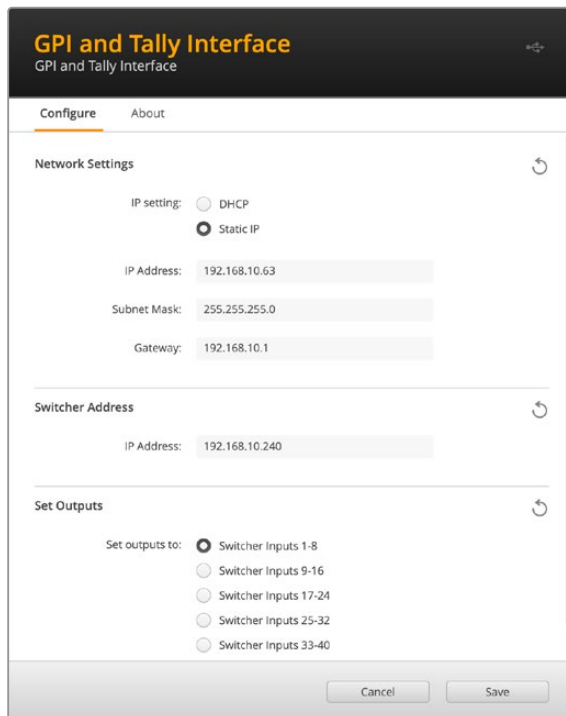 GPI and Tally Interface
GPI and Tally Interface
Configure About
Network Settings
IP setting: DHCP
Static IP
IP Address: 192.168.10.63
Subnet Mask: 255.255.255.0
Gateway: 192.168.10.1
Switcher Address
IP Address: 192.168.10.240
Set Outputs
Set outputs to: Switcher Inputs 1-8
Switcher Inputs 9-16
Switcher Inputs 17-24
Switcher Inputs 25-32
Switcher Inputs 33-40
Cancel Save